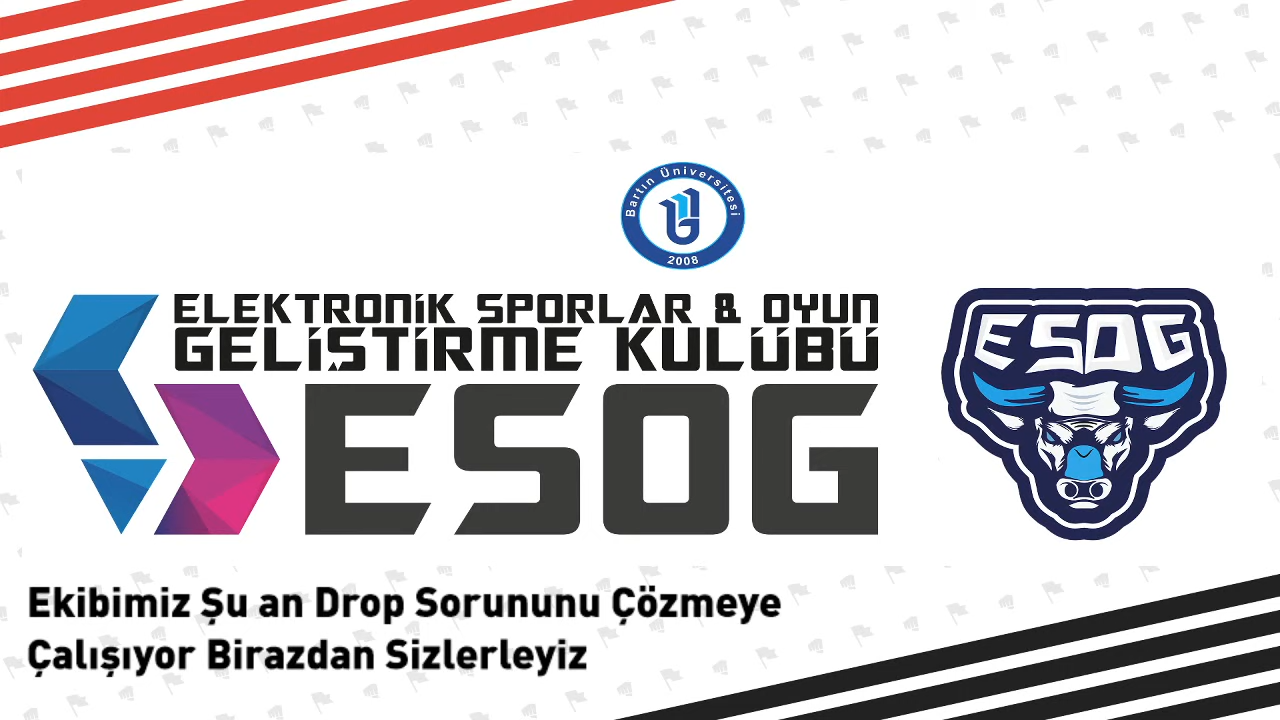 Bartın Üniversitesi
2008
ELEKTRONİK SPORLAR & OYUN
GELİŞTİRME KULÜBÜ
ESOG
ESOG
Ekibimiz Şu an Drop Sorununu Çözmeye
Çalışıyor Birazdan Sizlerleyiz